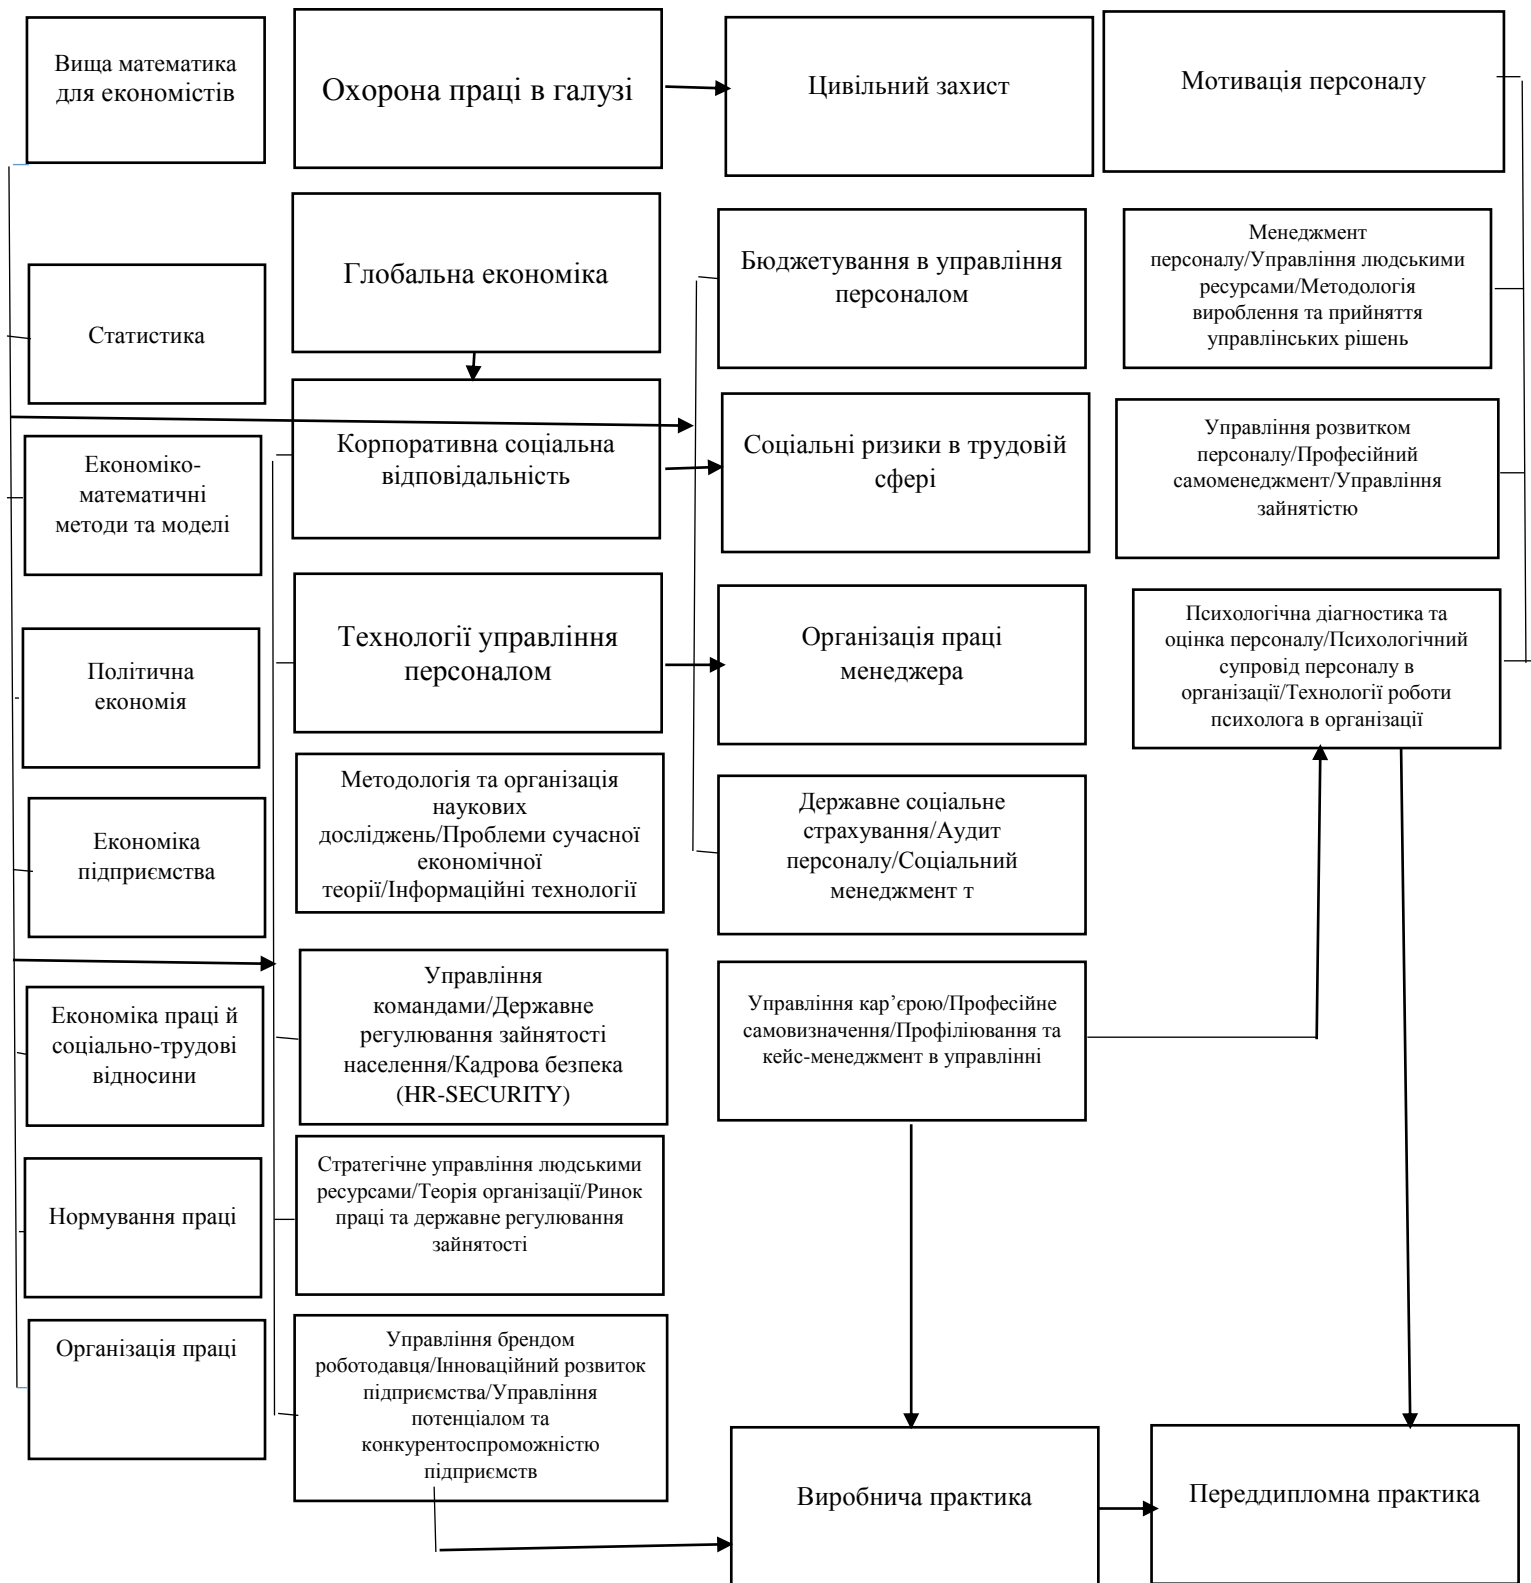 Вища математика
для економістів
Статистика
Економіко-
математичні
методи та моделі
Політична
економія
Економіка
підприємства
Економіка праці й
соціально-трудові
відносини
Нормування праці
Організація праці
Охорона праці в галузі
Глобальна економіка
Корпоративна соціальна
відповідальність
Технології управління
персоналом
Методологія та організація
наукових
досліджень/Проблеми сучасної
економічної
теорії/Інформаційні технології
Управління
командами/Державне
регулювання зайнятості
населення/Кадрова безпека
(HR-SECURITY)
Стратегічне управління людськими
ресурсами/Теорія організації/Ринок
праці та державне регулювання
зайнятості
Управління брендом
роботодавця/Інноваційний розвиток
підприємства/Управління
потенціалом та
конкурентоспроможністю
підприємств
Цивільний захист
Бюджетування в управління
персоналом
Соціальні ризики в трудовій
сфері
Організація праці
менеджера
Державне соціальне
страхування/Аудит
персоналу/Соціальний
менеджмент т
Управління кар’єрою/Професійне
самовизначення/Профіліювання та
кейс-менеджмент в управлінні
Виробнича практика
Мотивація персоналу
Менеджмент
персоналу/Управління людськими
ресурсами/Методологія
вироблення та прийняття
управлінських рішень
Управління розвитком
персоналу/Професійний
самоменеджмент/Управління
зайнятістю
Психологічна діагностика та
оцінка персоналу/Психологічний
супровід персоналу в
організації/Технології роботи
психолога в організації
Переддипломна практика